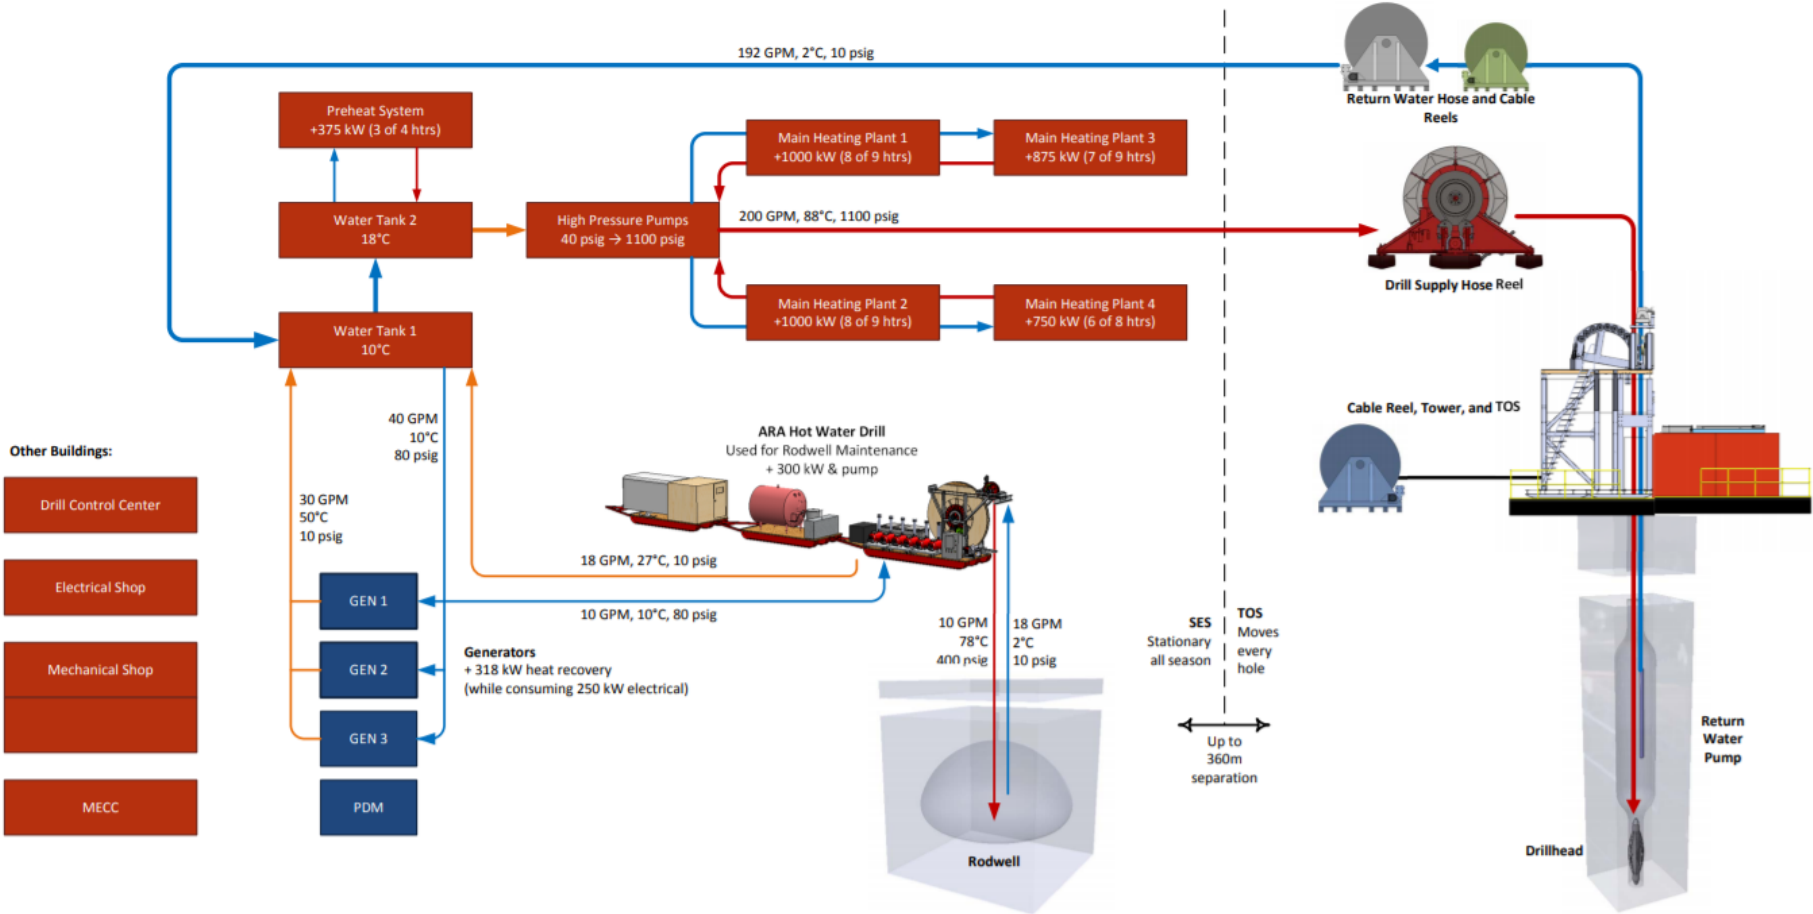 192 GPM, 2°C, 10 psig
Return Water Hose and Cable
Reels
Preheat System
+375 kW (3 of 4 htrs)
Main Heating Plant 1
+1000 kW (8 of 9 htrs)
Main Heating Plant 3
+875 kW (7 of 9 htrs)
Water Tank 2
18°C
High Pressure Pumps
40 psig → 1100 psig
200 GPM, 88°C, 1100 psig
Drill Supply Hose Reel
Main Heating Plant 2
+1000 kW (8 of 9 htrs)
Main Heating Plant 4
+750 kW (6 of 8 htrs)
Water Tank 1
10°C
40 GPM
10°C
80 psig
Cable Reel, Tower, and TOS
ARA Hot Water Drill
Used for Rodwell Maintenance
+ 300 kW & pump
Other Buildings:
Drill Control Center
Electrical Shop
Mechanical Shop
MECC
30 GPM
50°C
10 psig
18 GPM, 27°C, 10 psig
GEN 1
10 GPM, 10°C, 80 psig
GEN 2
Generators
+ 318 kW heat recovery
(while consuming 250 kW electrical)
GEN 3
PDM
10 GPM
78°C
400 psig
18 GPM
2°C
10 psig
Rodwell
SES
Stationary
all season
TOS
Moves
every
hole
Up to
360m
separation
Return
Water
Pump
Drillhead